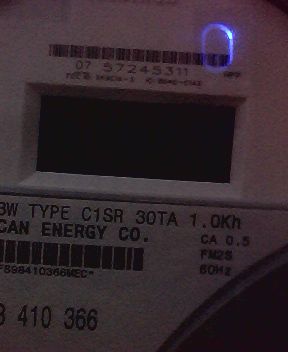 07 57245311
3W TYPE C1SR 30TA 1.0Kh
CAN ENERGY CO.
CA 0.5
FM2S
60Hz
410 366